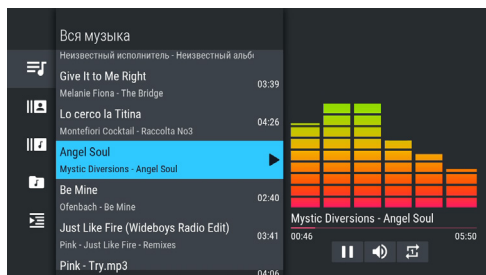 Вся музыка
Неизвестный исполнитель - Неизвестный альбо
Give It to Me Right
Melanie Fiona - The Bridge
03:39
Lo cerco la Titina
Montefiori Cocktail - Raccolta No3
04:26
Angel Soul
Mystic Diversions - Angel Soul
Be Mine
Ofenbach - Be Mine
02:40
Just Like Fire (Wideboys Radio Edit)
Pink - Just Like Fire - Remixes
03:41
Pink - Try.mp3
04:06
Mystic Diversions - Angel Soul
00:46
05:50